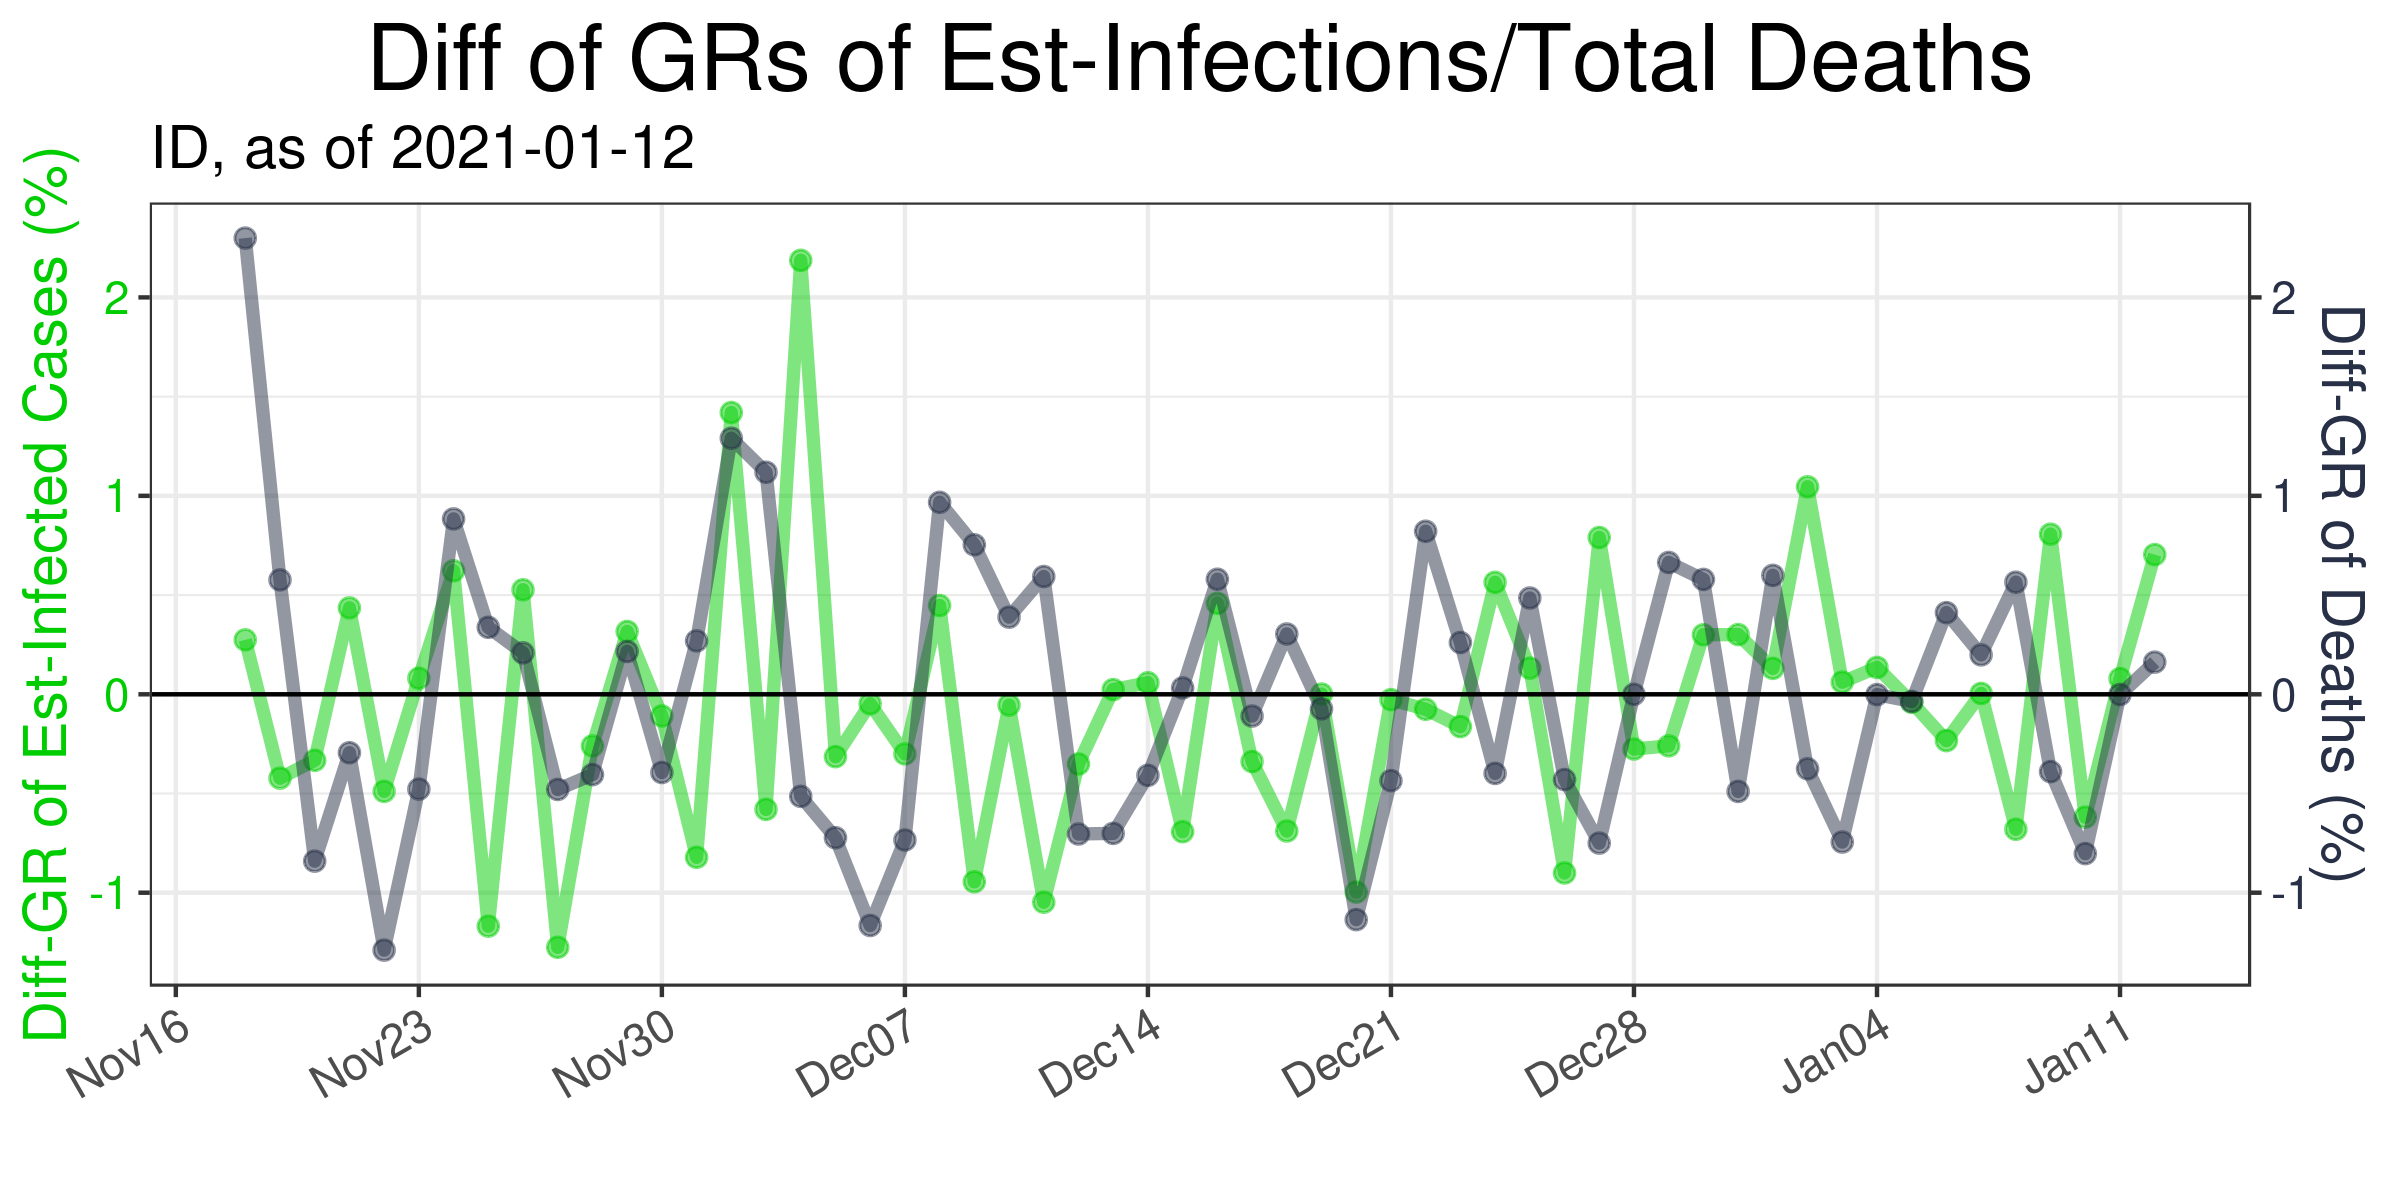 Diff of GRs of Est-Infections/Total Deaths
ID, as of 2021-01-12
Diff-GR of Est-Infected Cases (%)
2
1
0
-1
2
1
0
-1
Diff-GR of Deaths (%)
Nov16
Nov23
Nov30
Dec07
Dec14
Dec21
Dec28
Jan04
Jan11